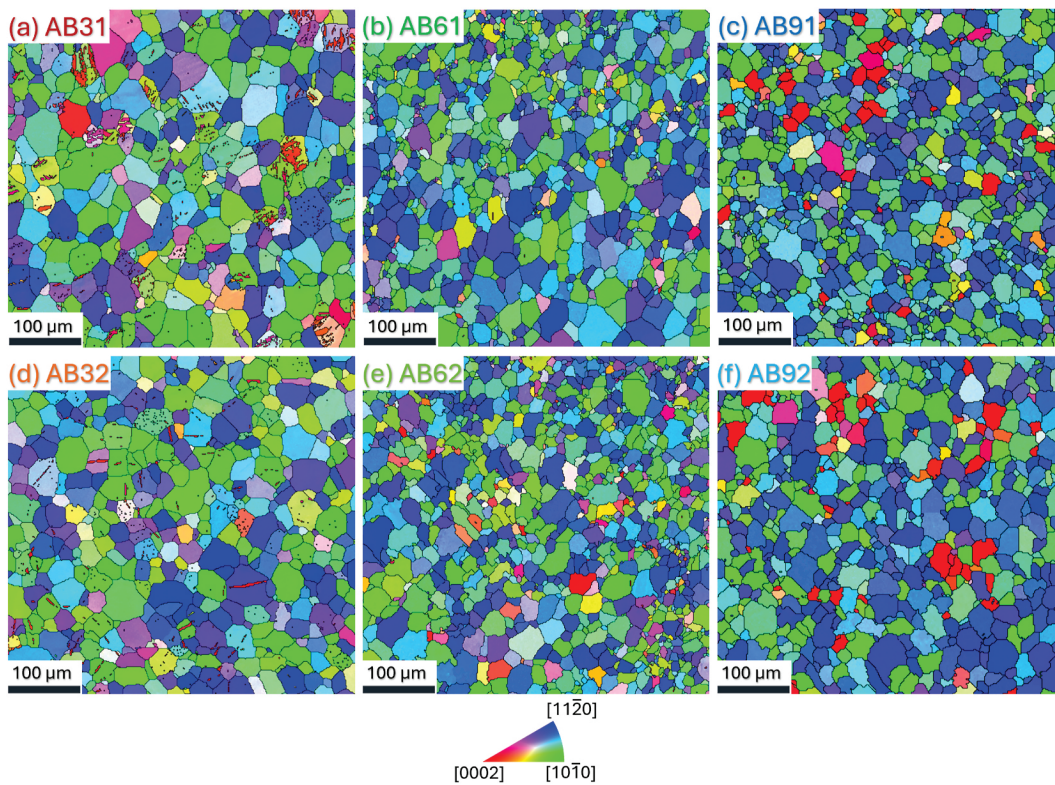 (a) AB31
(b) AB61
(c) AB91
100 µm
100 µm
100 µm
(d) AB32
(e) AB62
(f) AB92
100 µm
100 µm
100 µm
[112̄0]
[0002]
[101̄0]